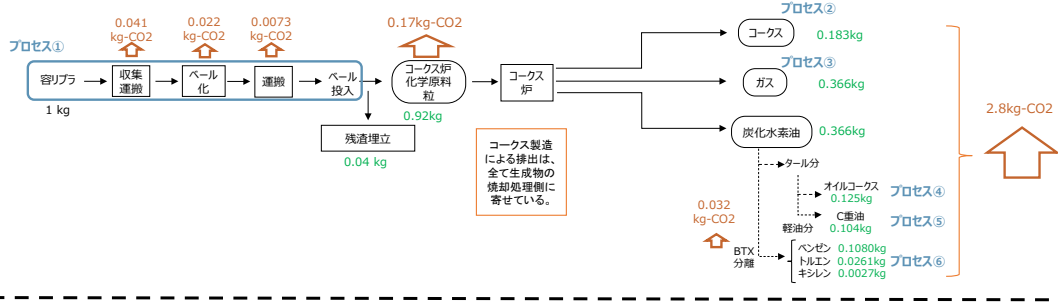 プロセス①
0.041
kg-CO2
0.022
kg-CO2
0.0073
kg-CO2
0.17kg-CO2
容リプラ
1 kg
収集
運搬
ベール
化
運搬
ベール
投入
残渣埋立
0.04 kg
コークス炉
化学原料
粒
0.92kg
コークス
炉
コークス製造
による排出は、
全て生成物の
焼却処理側に
寄せている。
プロセス②
コークス
0.183kg
プロセス③
ガス
0.366kg
炭化水素油
0.366kg
タール分
オイルコークス
0.125kg
プロセス④
C重油
0.104kg
プロセス⑤
軽油分
0.032
kg-CO2
BTX
分離
ベンゼン 0.1080kg
トルエン 0.0261kg
キシレン 0.0027kg
プロセス⑥
2.8kg-CO2